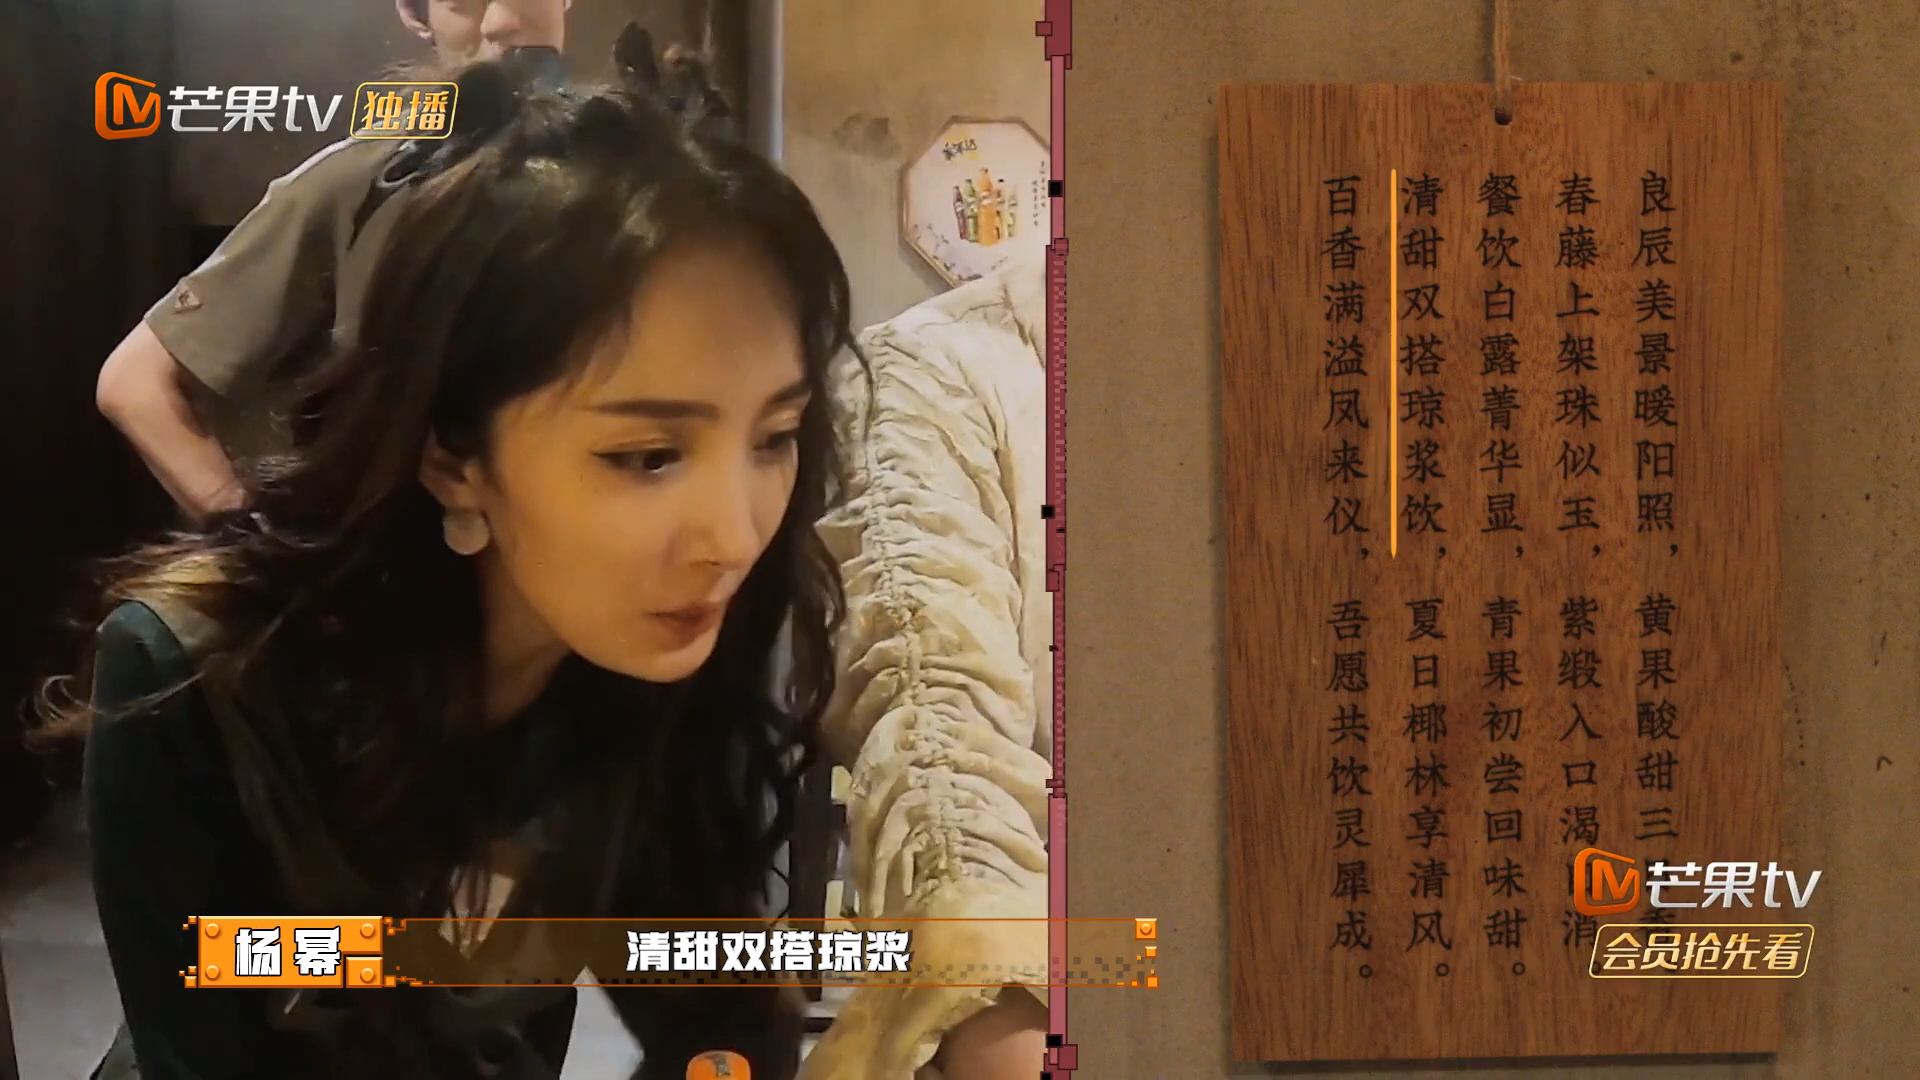 芒果tv 独播
良辰美景暖阳照，黄果酸甜三
春藤上架珠似玉，紫缎入口渴 消。
餐饮白露菁华显，青果初尝回味甜。
清甜双搭琼浆饮，夏日椰林享清风。
百香满溢凤来仪，吾愿共饮灵犀成。
芒果tv
会员抢先看
杨幂
清甜双搭琼浆